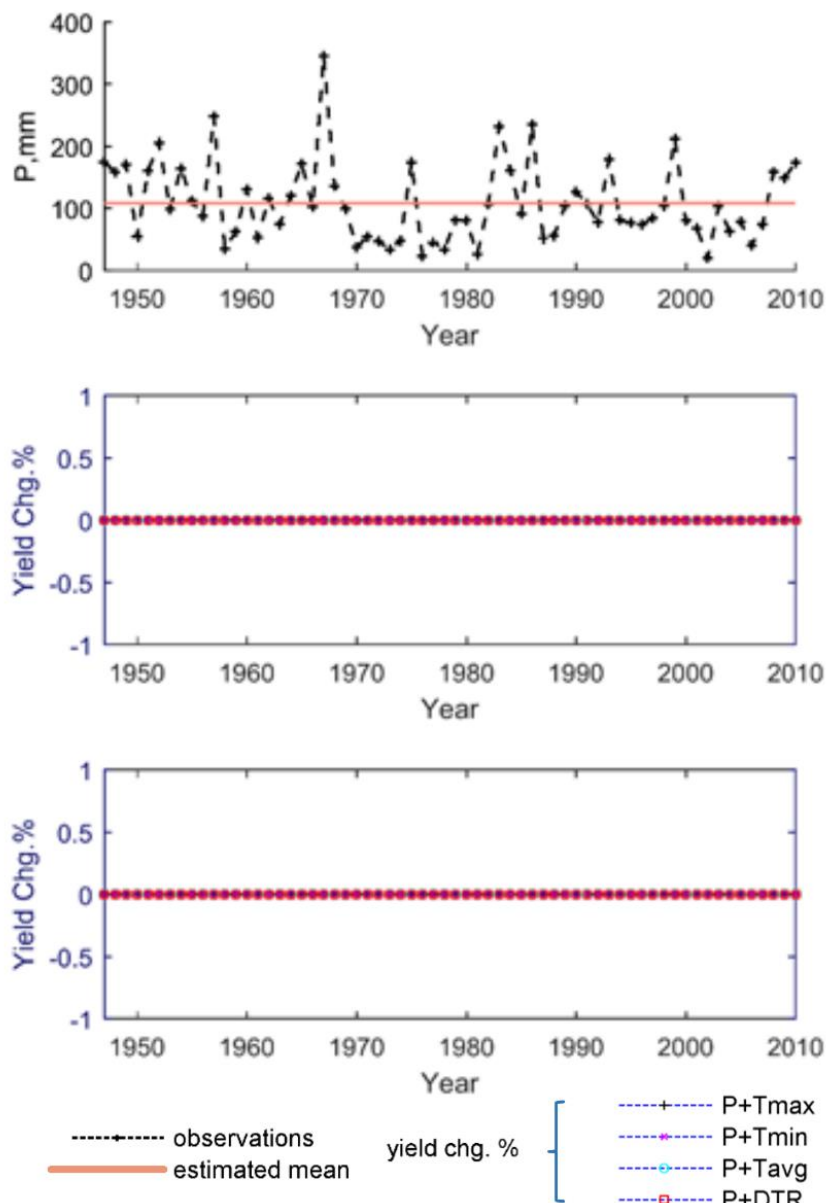 400
300
200
100
0
P,mm
1950 1960 1970 1980 1990 2000 2010
Year
1
0.5
0
-0.5
-1
Yield Chg.%
1950 1960 1970 1980 1990 2000 2010
Year
1
0.5
0
-0.5
-1
Yield Chg.%
1950 1960 1970 1980 1990 2000 2010
Year
observations
estimated mean
yield chg. %
P+Tmax
P+Tmin
P+Tavg
P+DTR